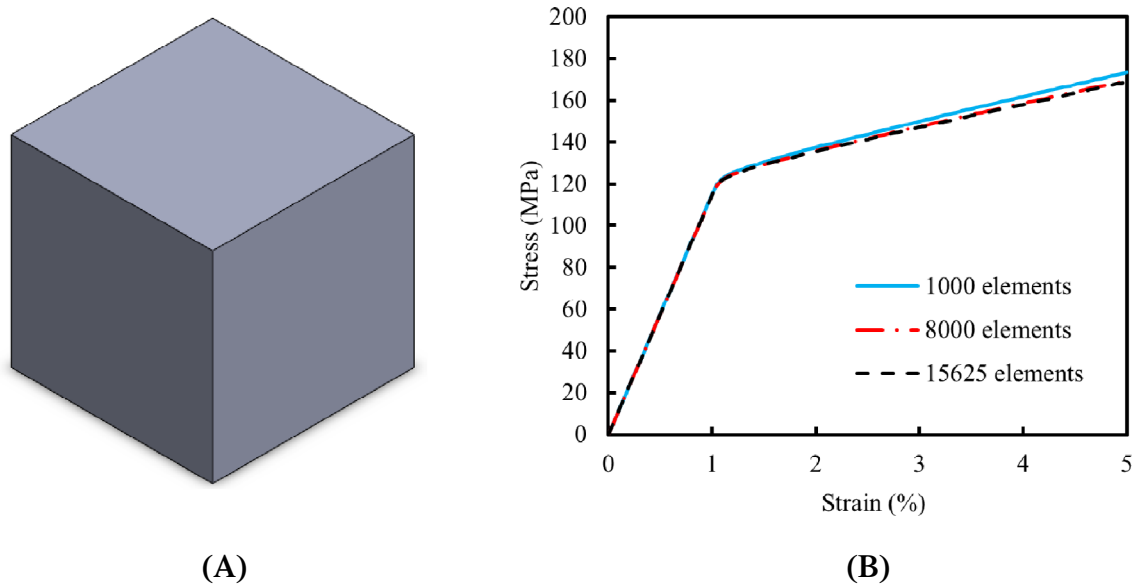 200
180
160
140
120
100
80
60
40
20
0
Stress (MPa)
1000 elements
8000 elements
15625 elements
0 1 2 3 4 5
Strain (%)
(A) (B)